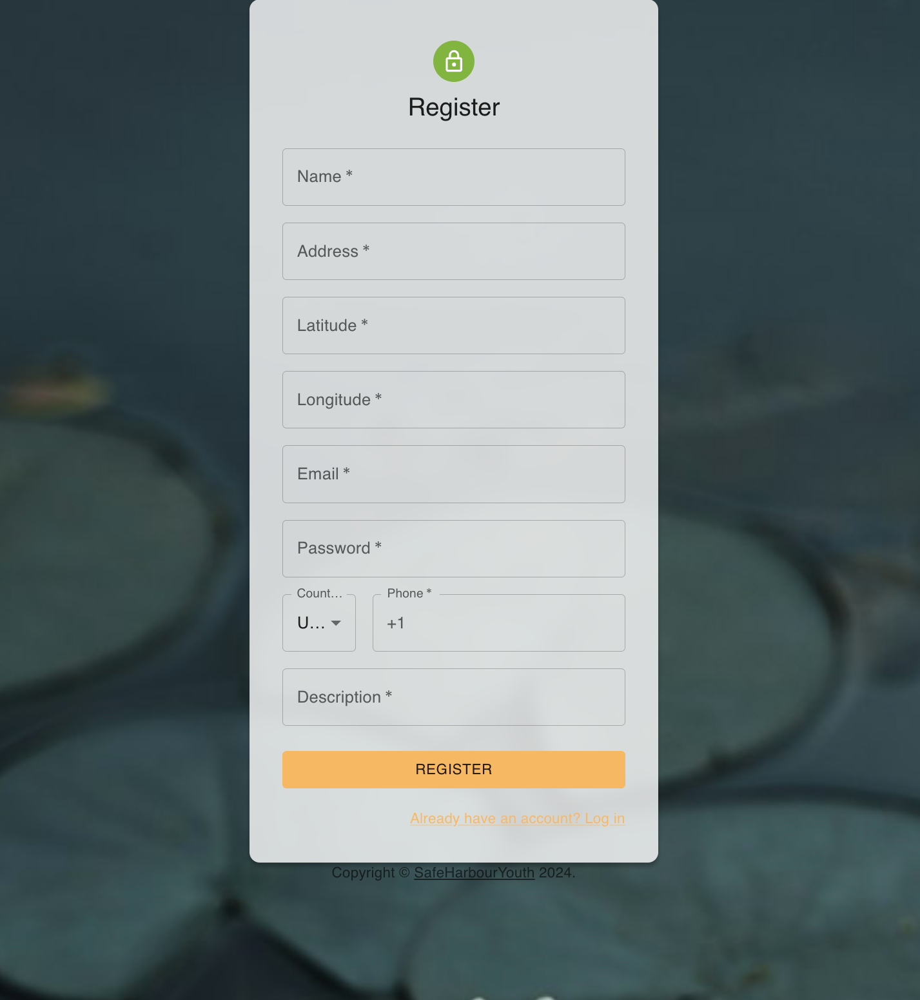 Register
Name *
Address *
Latitude *
Longitude *
Email *
Password *
Count… Phone *
U… +1
Description *
REGISTER
Already have an account? Log in
Copyright © SafeHarbourYouth 2024.